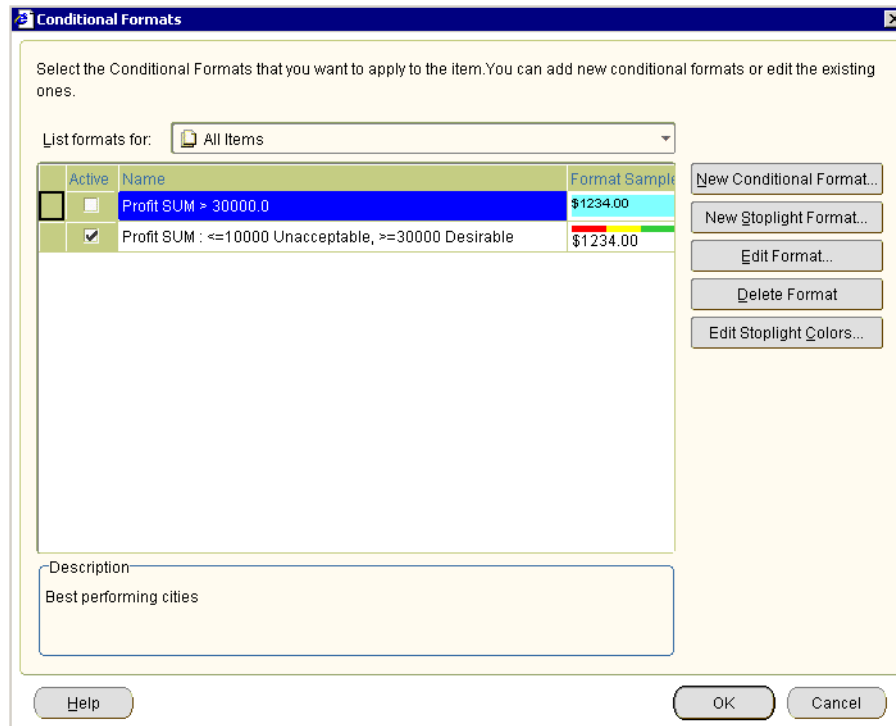 Conditional Formats
Select the Conditional Formats that you want to apply to the item.You can add new conditional formats or edit the existing
ones.
List formats for: All Items
Active Name Format Sample
Profit SUM > 30000.0 $1234.00
Profit SUM : <=10000 Unacceptable, >=30000 Desirable $1234.00
New Conditional Format...
New Stoplight Format...
Edit Format...
Delete Format
Edit Stoplight Colors...
Description
Best performing cities
Help OK Cancel